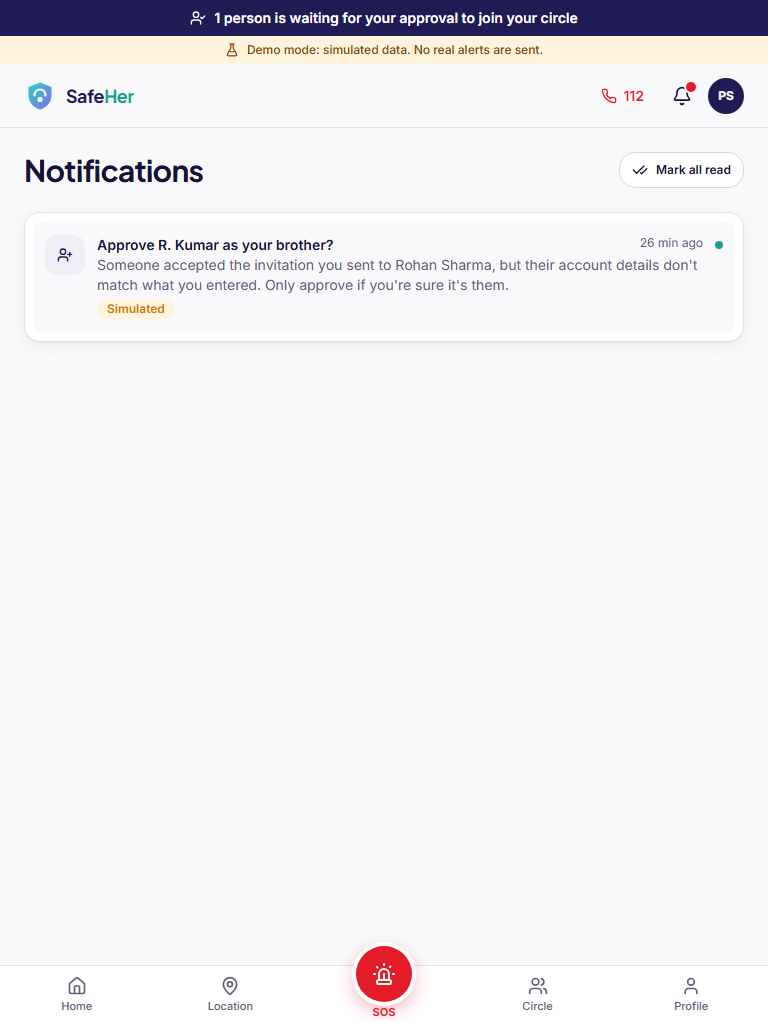 1 person is waiting for your approval to join your circle
Demo mode: simulated data. No real alerts are sent.
SafeHer
112
PS
Notifications
Mark all read
Approve R. Kumar as your brother?
26 min ago
Someone accepted the invitation you sent to Rohan Sharma, but their account details don't
match what you entered. Only approve if you're sure it's them.
Simulated
Home
Location
SOS
Circle
Profile